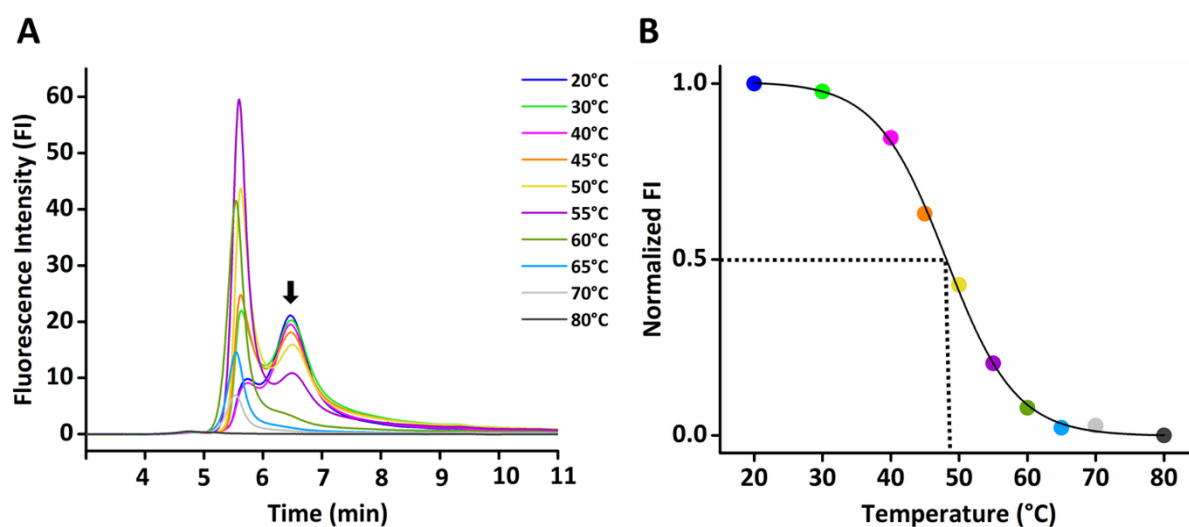 A
Fluorescence Intensity (FI)
60
50
40
30
20
10
0
4 5 6 7 8 9 10 11
Time (min)
20°C
30°C
40°C
45°C
50°C
55°C
60°C
65°C
70°C
80°C
B
Normalized FI
1.0
0.5
0.0
20 30 40 50 60 70 80
Temperature (°C)